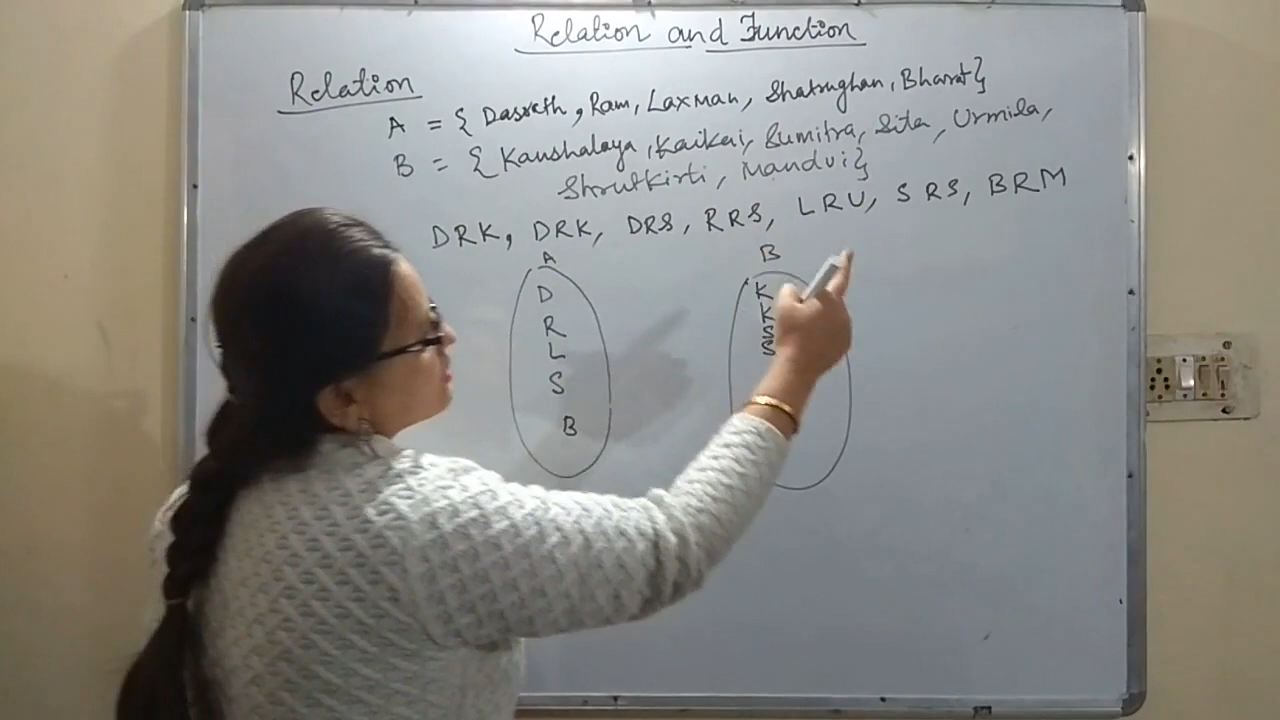 Relation and Function
Relation
A = { Dasrath, Ram, Laxman, Shatrughan, Bharat}
B = { Kaushalaya, Kaikai, Sumitra, Sita, Urmila,
Shrutkirti, Mandvi}
DRK, DRK, DRS, RRS, LRU, SRS, BRM
A
D
R
L
S
B
B
K
K
S
S